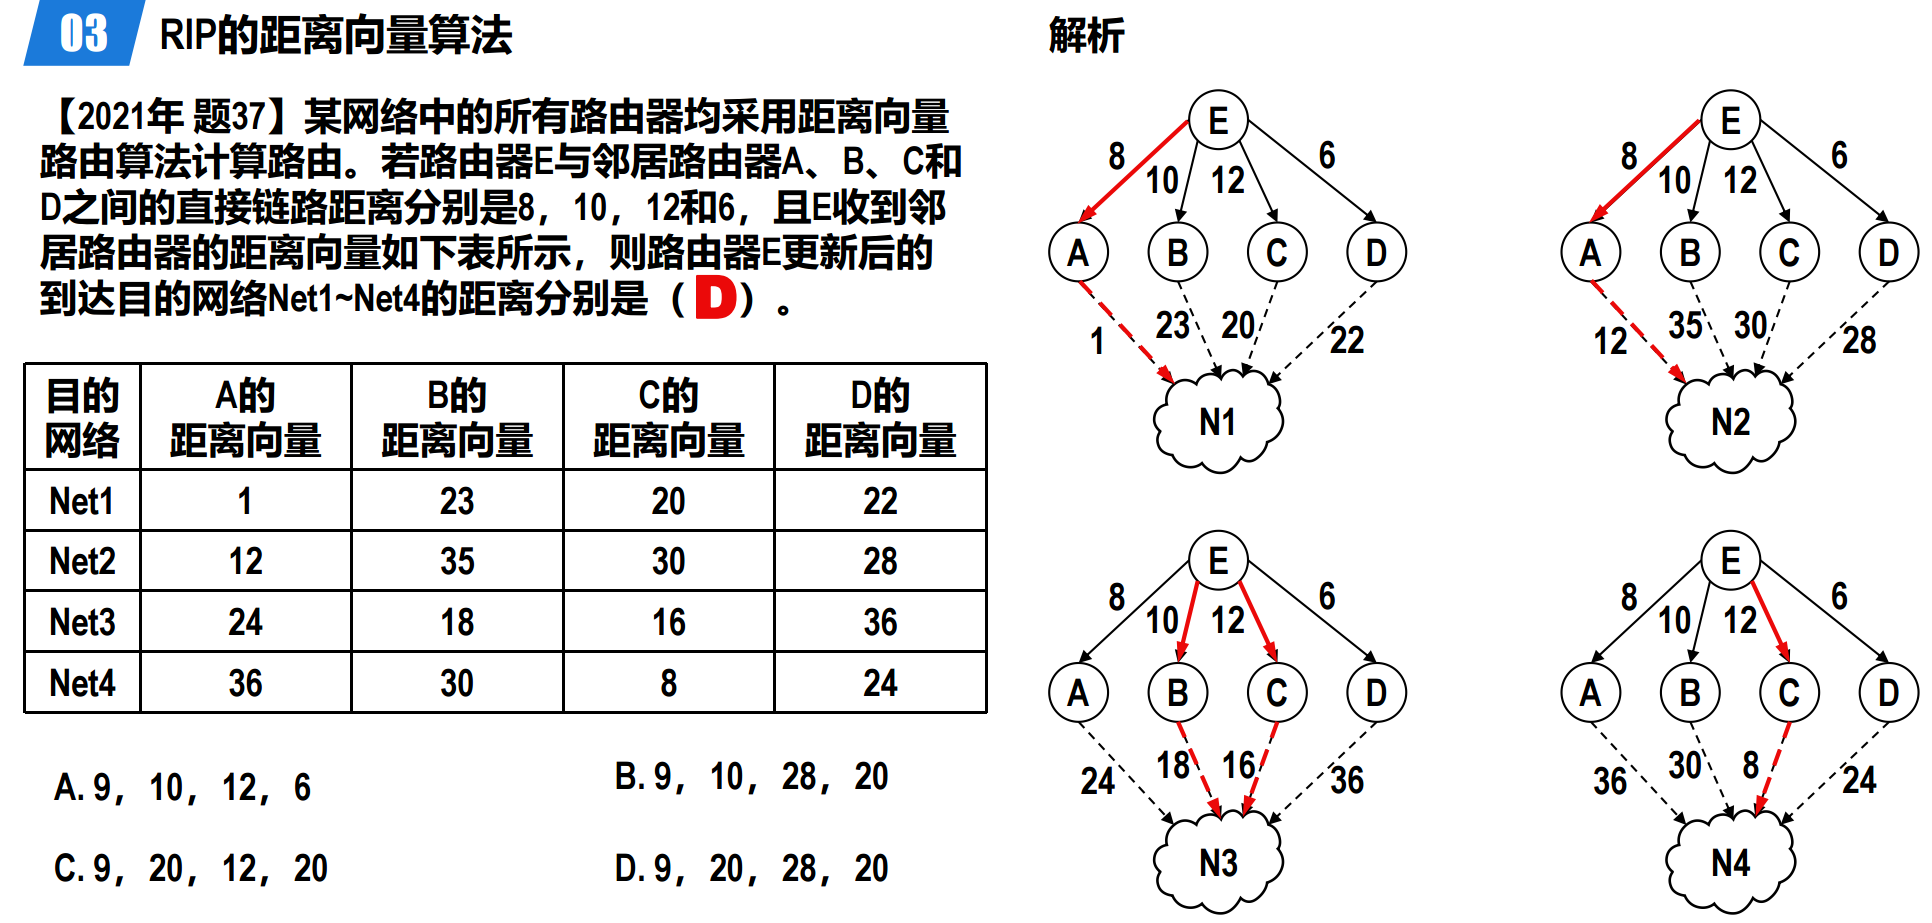 03 RIP的距离向量算法
【2021年 题37】某网络中的所有路由器均采用距离向量
路由算法计算路由。若路由器E与邻居路由器A、B、C和
D之间的直接链路距离分别是8，10，12和6，且E收到邻
居路由器的距离向量如下表所示，则路由器E更新后的
到达目的网络Net1~Net4的距离分别是（D）。
目的网络 A的距离向量 B的距离向量 C的距离向量 D的距离向量
Net1 1 23 20 22
Net2 12 35 30 28
Net3 24 18 16 36
Net4 36 30 8 24
A. 9，10，12，6
B. 9，10，28，20
C. 9，20，12，20
D. 9，20，28，20
解析
E
8 10 12 6
A B C D
1 23 20 22
N1
E
8 10 12 6
A B C D
12 35 30 28
N2
E
8 10 12 6
A B C D
24 18 16 36
N3
E
8 10 12 6
A B C D
36 30 8 24
N4